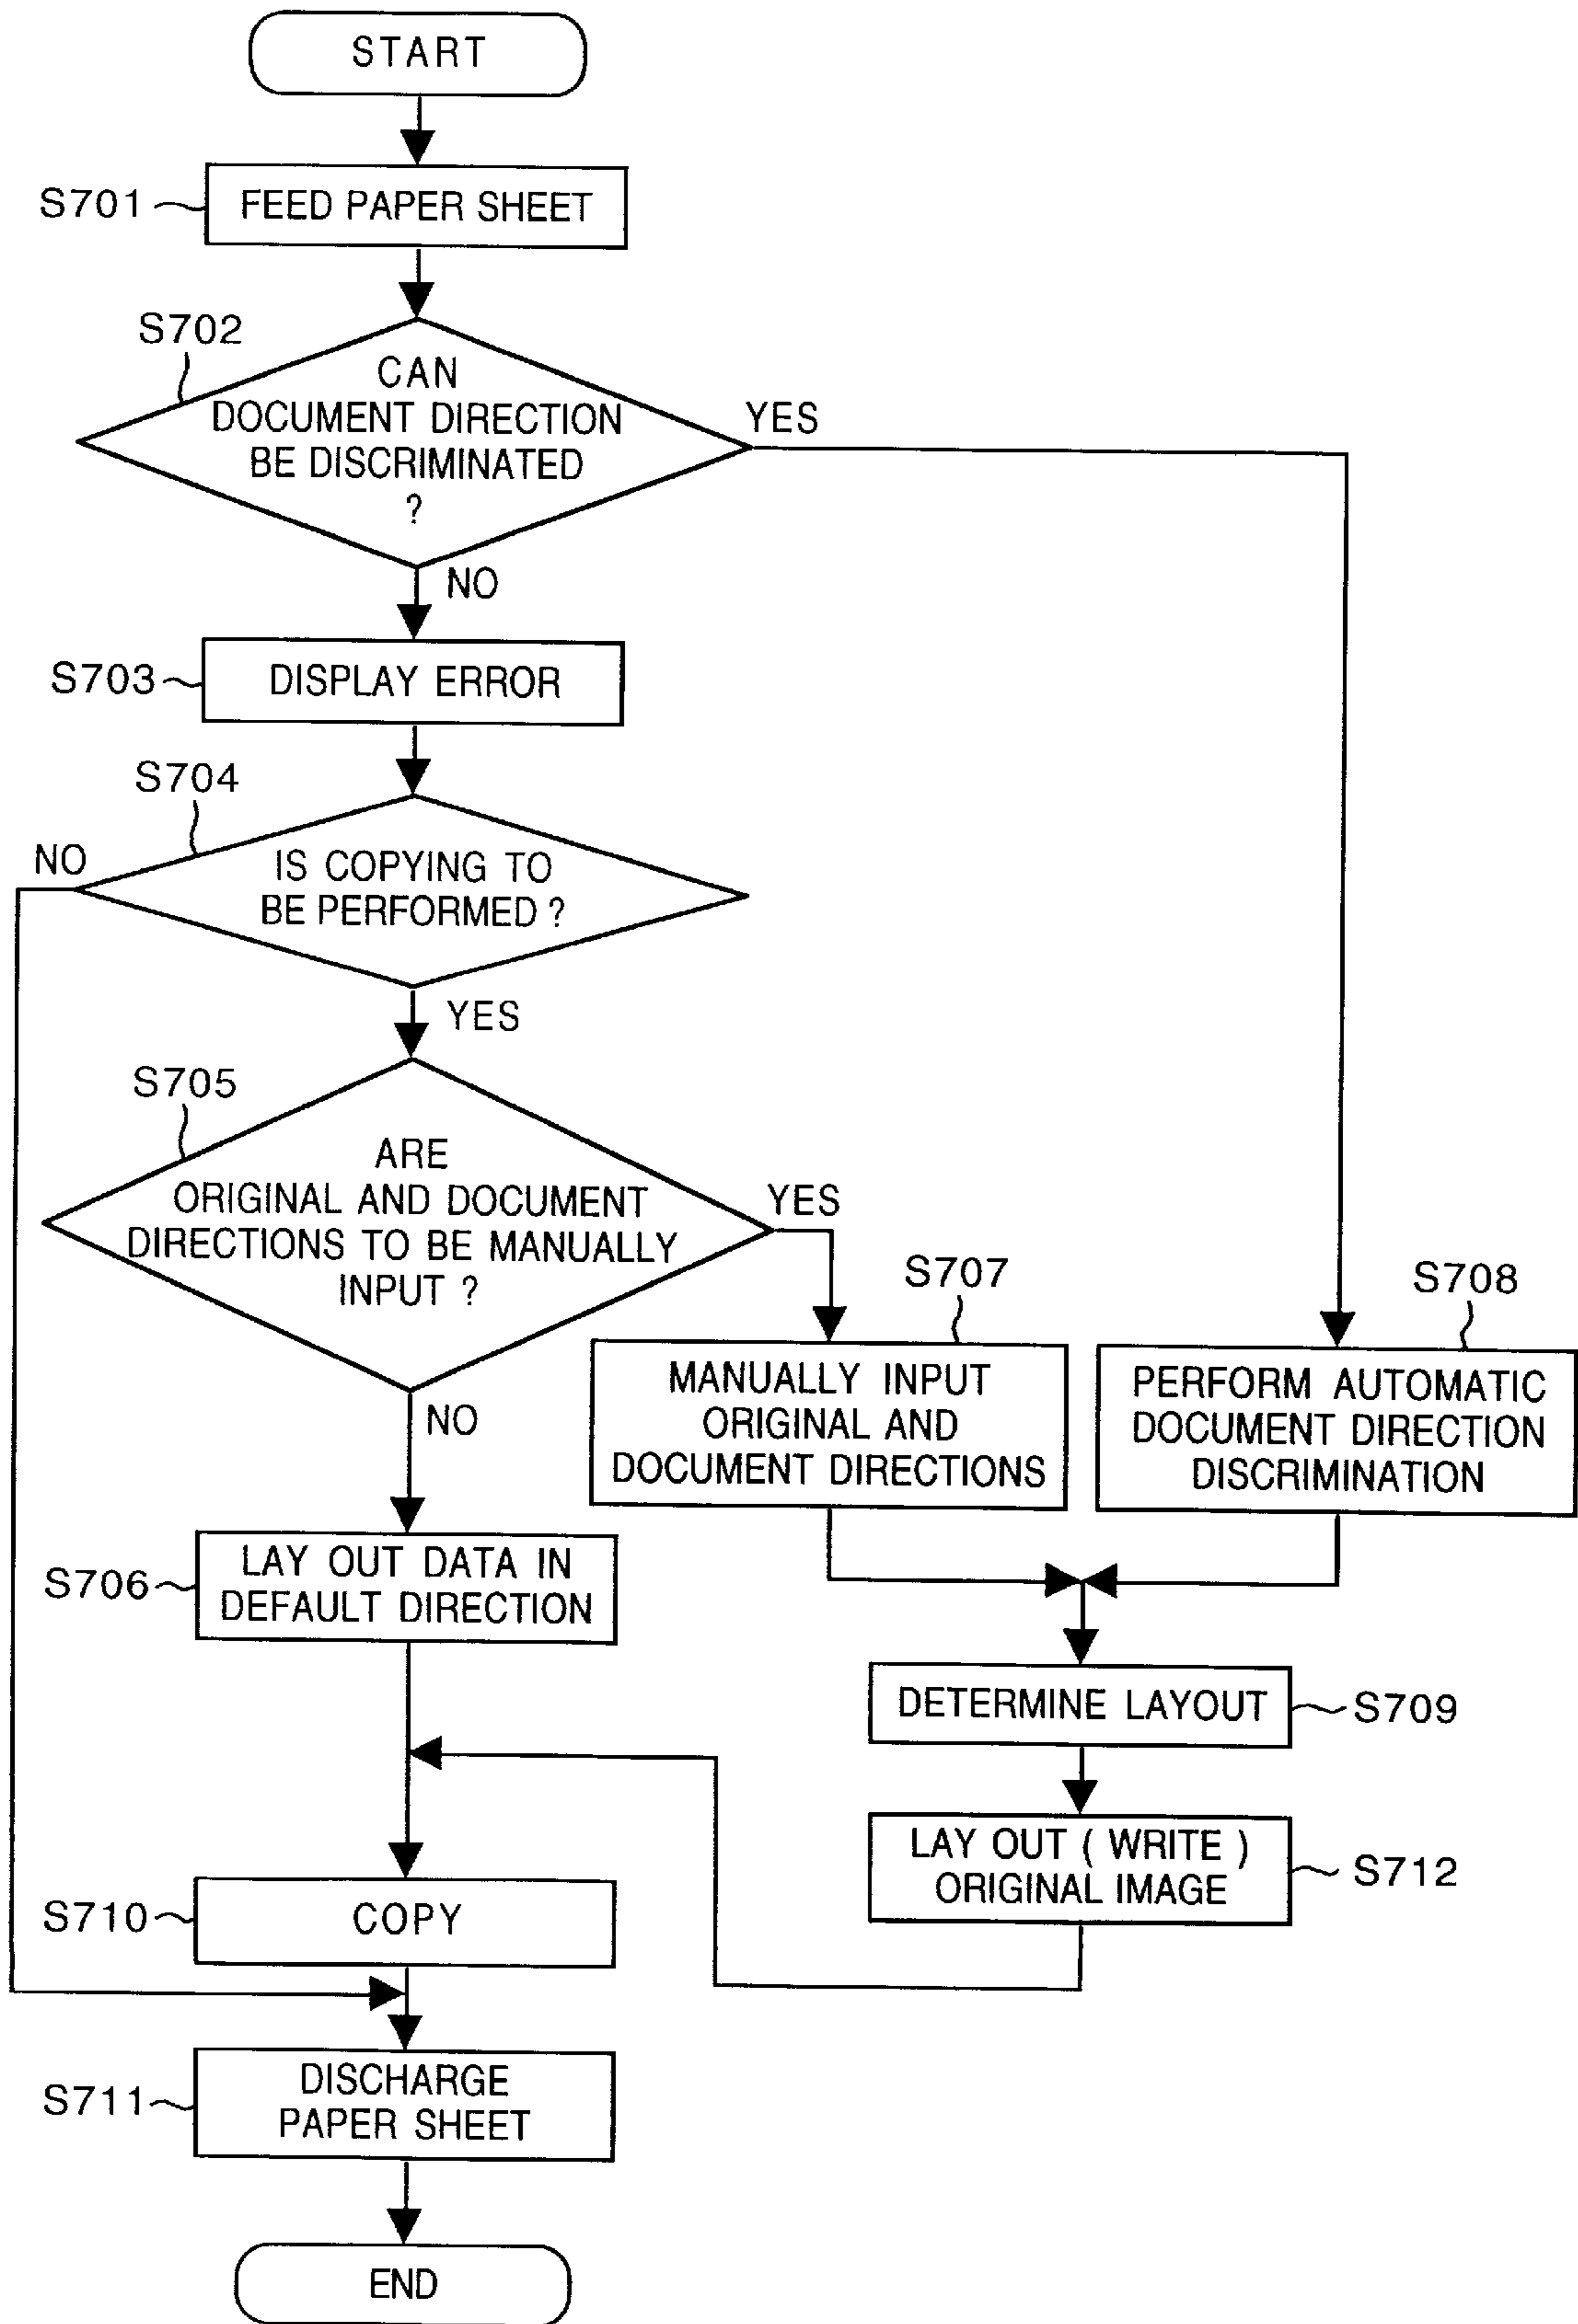 START
S701
FEED PAPER SHEET
S702
CAN
DOCUMENT DIRECTION
BE DISCRIMINATED
?
YES
NO
S703
DISPLAY ERROR
S704
NO
IS COPYING TO
BE PERFORMED ?
YES
S705
ARE
ORIGINAL AND DOCUMENT
DIRECTIONS TO BE MANUALLY
INPUT ?
YES
NO
S707
MANUALLY INPUT
ORIGINAL AND
DOCUMENT DIRECTIONS
S708
PERFORM AUTOMATIC
DOCUMENT DIRECTION
DISCRIMINATION
S706
LAY OUT DATA IN
DEFAULT DIRECTION
DETERMINE LAYOUT
S709
LAY OUT ( WRITE )
ORIGINAL IMAGE
S712
S710
COPY
S711
DISCHARGE
PAPER SHEET
END